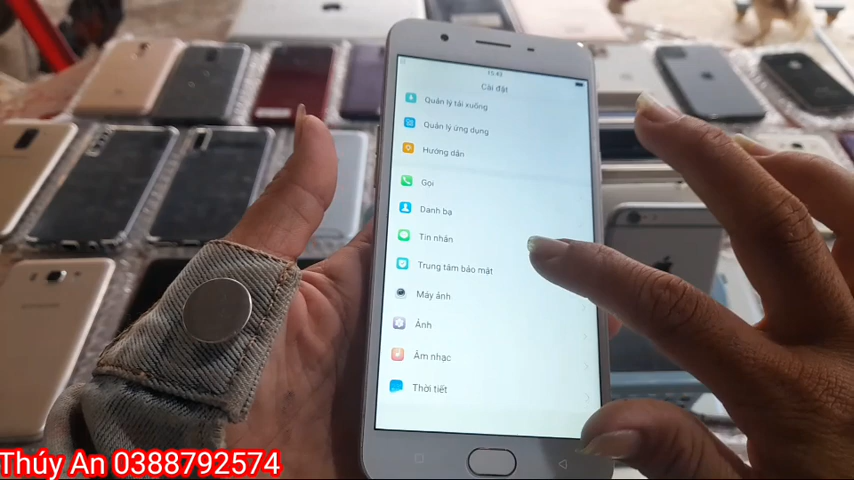 15:43
Cài đặt
Quản lý tải xuống
Quản lý ứng dụng
Hướng dẫn
Gọi
Danh bạ
Tin nhắn
Trung tâm bảo mật
Máy ảnh
Ảnh
Âm nhạc
Thời tiết
Thúy An 0388792574